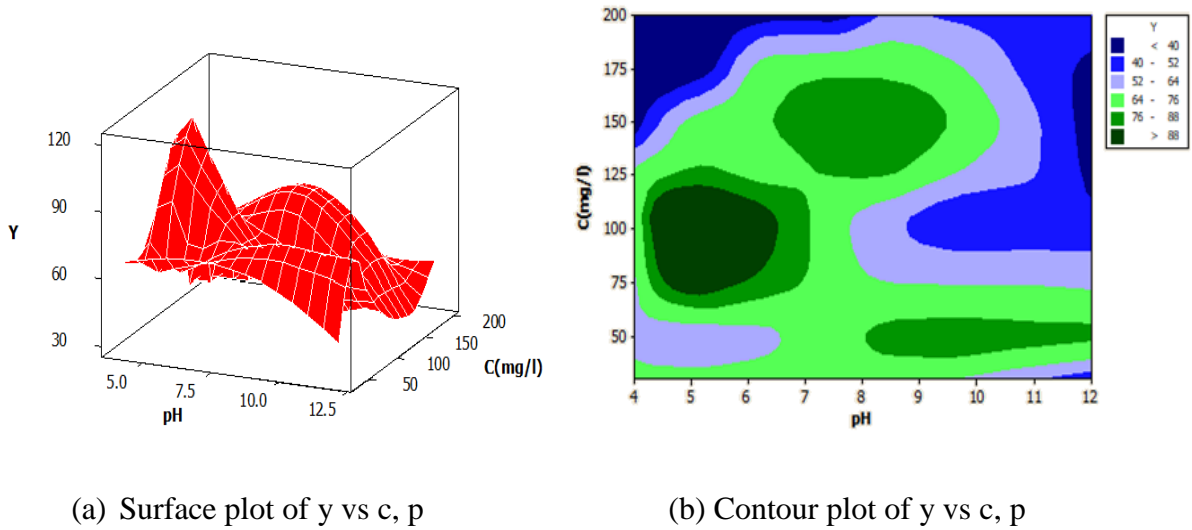 120
90
Y
60
30
5.0
7.5
10.0
12.5
pH
50
100
150
200
C(mg/l)
200
175
150
125
100
75
50
C(mg/l)
4 5 6 7 8 9 10 11 12
pH
Y
< 40
40 - 52
52 - 64
64 - 76
76 - 88
> 88
(a) Surface plot of y vs c, p
(b) Contour plot of y vs c, p